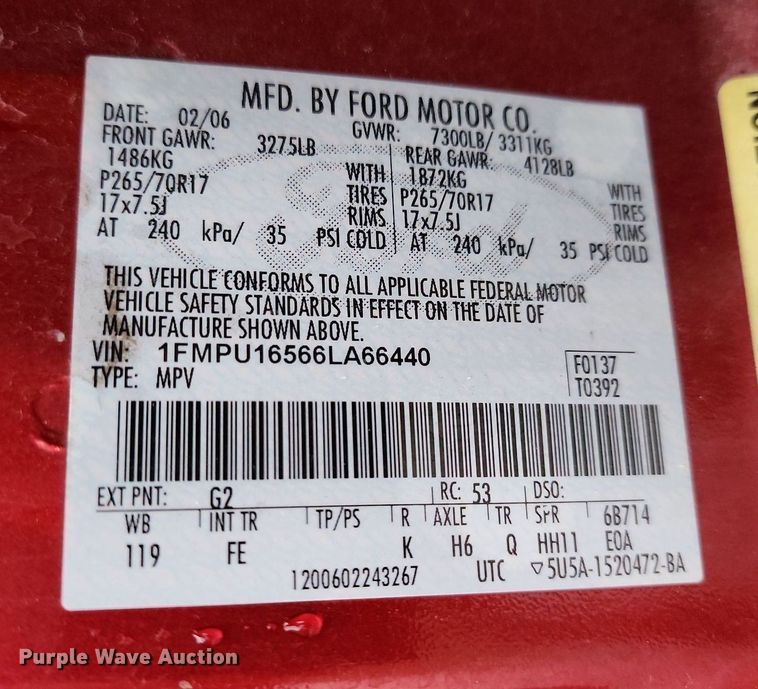 MFD. BY FORD MOTOR CO.
DATE: 02/06 GVWR: 7300LB/ 3311KG
FRONT GAWR: 3275LB REAR GAWR: 4128LB
1486KG WITH 1872KG WITH
P265/70R17 TIRES P265/70R17 TIRES
17x7.5J RIMS 17x7.5J RIMS
AT 240 kPa/ 35 PSI COLD AT 240 kPa/ 35 PSI COLD
Ford
THIS VEHICLE CONFORMS TO ALL APPLICABLE FEDERAL MOTOR
VEHICLE SAFETY STANDARDS IN EFFECT ON THE DATE OF
MANUFACTURE SHOWN ABOVE.
VIN: 1FMPU16566LA66440
TYPE: MPV
F0137
T0392
EXT PNT: G2 RC: 53 DSO:
WB INT TR TP/PS R AXLE TR SPR 6B714
119 FE K H6 Q HH11 EOA
1200602243267 UTC ▽5U5A-1520472-BA
Purple Wave Auction